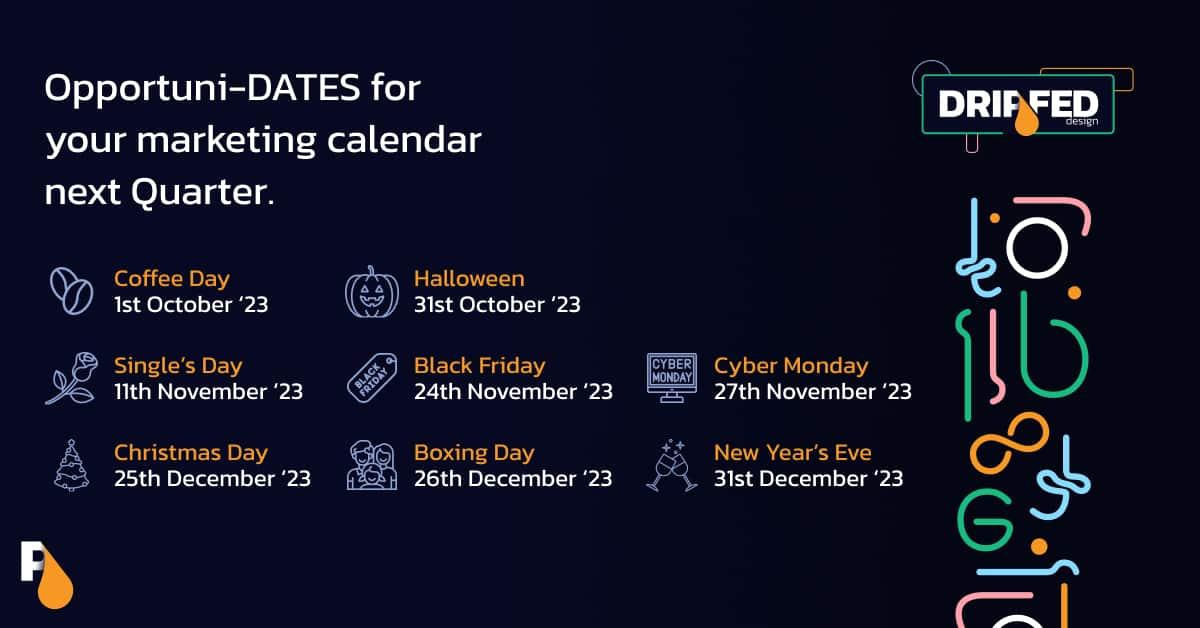 Opportuni-DATES for
your marketing calendar
next Quarter.
DRIPFED
design
Coffee Day
1st October ‘23
Halloween
31st October ‘23
Single’s Day
11th November ‘23
BLACK
FRIDAY
Black Friday
24th November ‘23
CYBER
MONDAY
Cyber Monday
27th November ‘23
Christmas Day
25th December ‘23
Boxing Day
26th December ‘23
New Year’s Eve
31st December ‘23
P